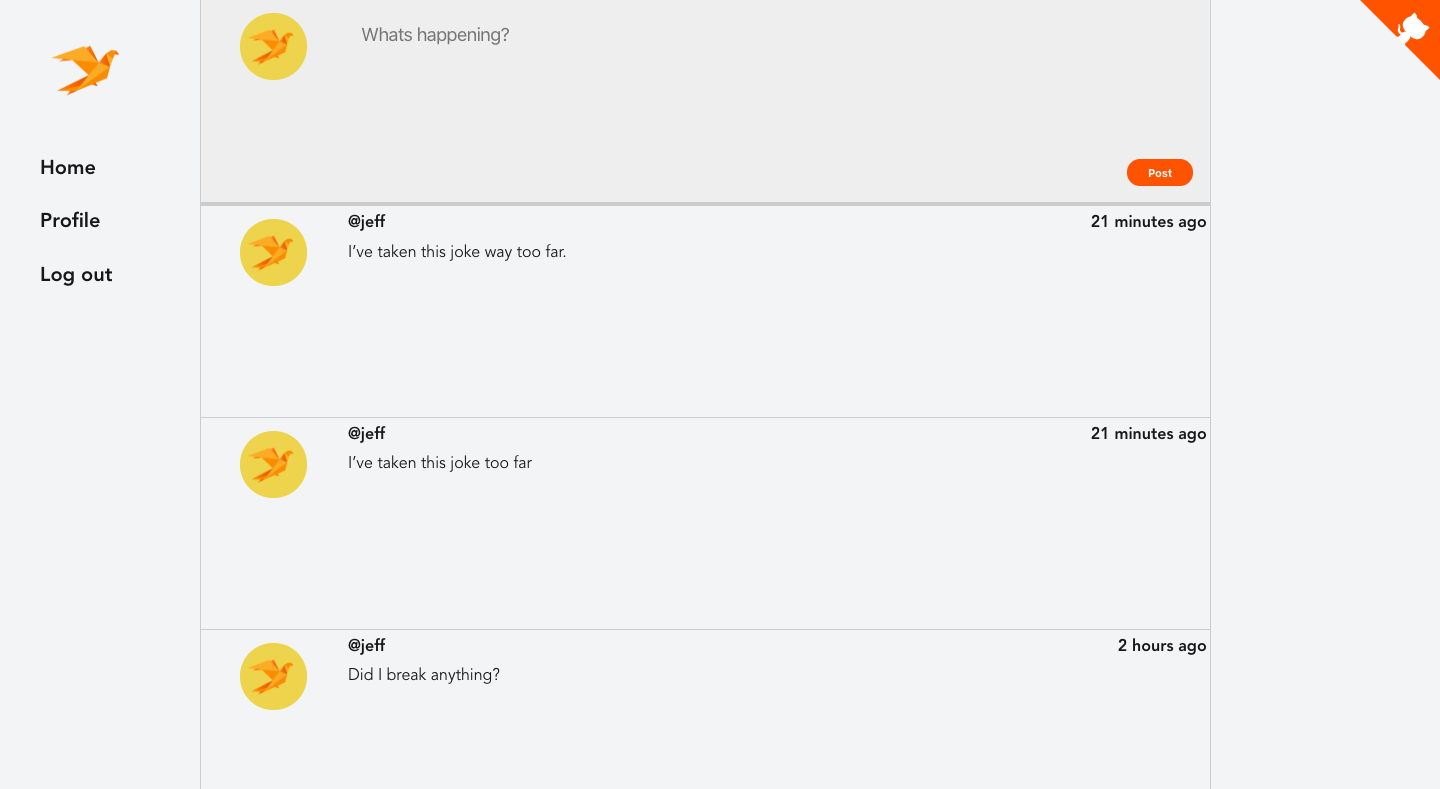 Whats happening?
Home
Profile
Log out
Post
@jeff
21 minutes ago
I’ve taken this joke way too far.
@jeff
21 minutes ago
I’ve taken this joke too far
@jeff
2 hours ago
Did I break anything?